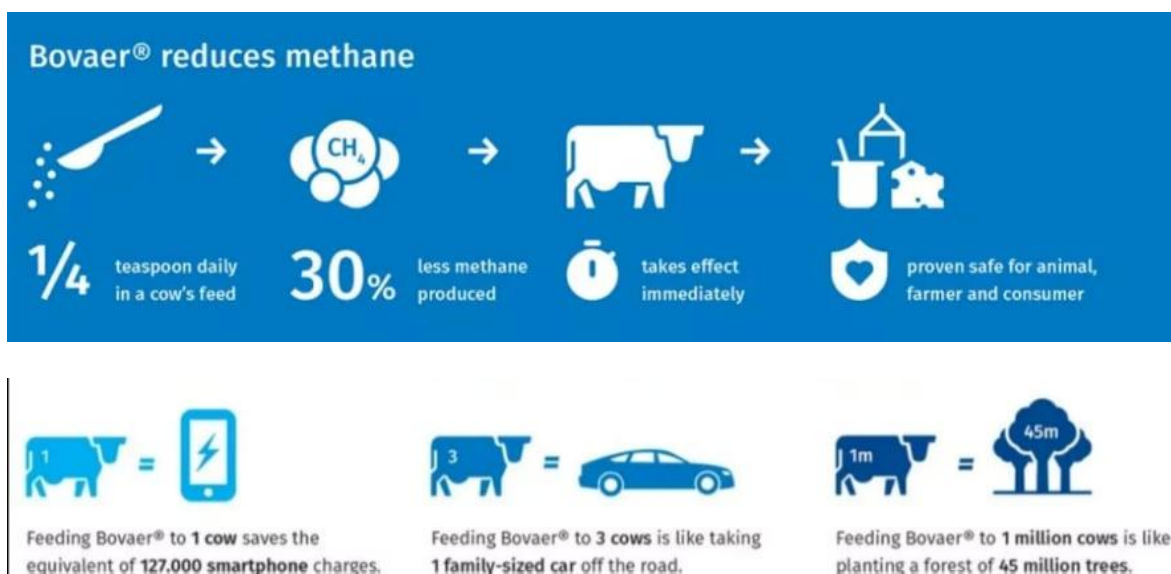 Bovaer® reduces methane
CH₄
1/4 teaspoon daily
in a cow's feed
30% less methane
produced
takes effect
immediately
proven safe for animal,
farmer and consumer
1 =
Feeding Bovaer® to 1 cow saves the
equivalent of 127.000 smartphone charges.
3 =
Feeding Bovaer® to 3 cows is like taking
1 family-sized car off the road.
1m = 45m
Feeding Bovaer® to 1 million cows is like
planting a forest of 45 million trees.